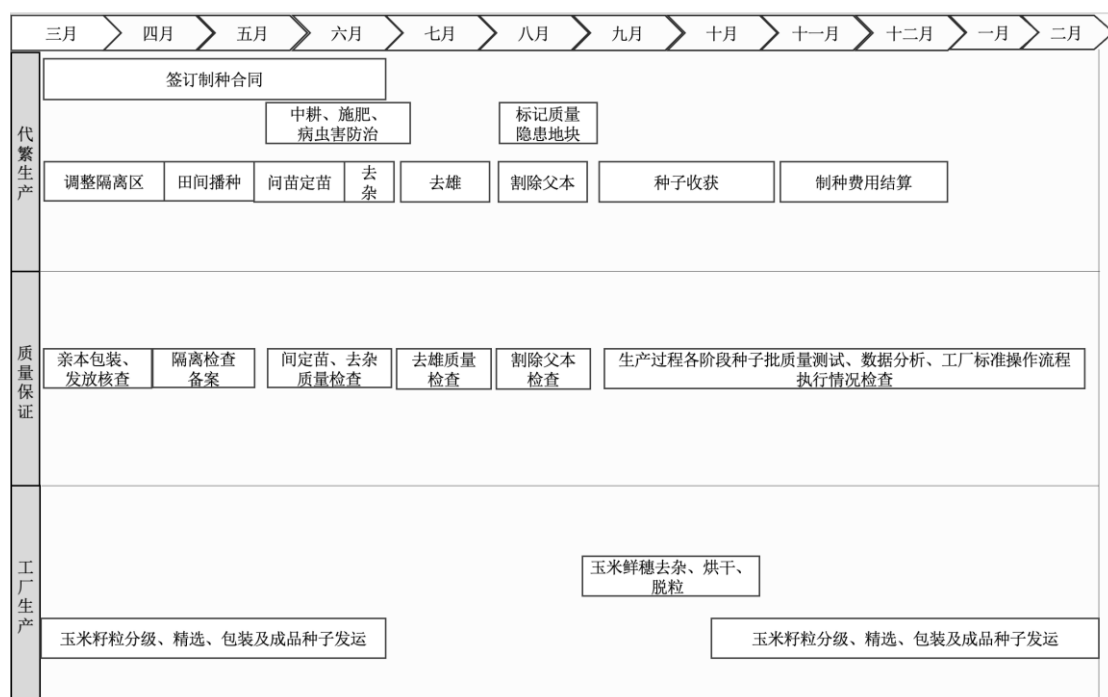 三月 四月 五月 六月 七月 八月 九月 十月 十一月 十二月 一月 二月
代繁生产
签订制种合同
中耕、施肥、
病虫害防治
标记质量
隐患地块
调整隔离区
田间播种
问苗定苗
去
杂
去雄
割除父本
种子收获
制种费用结算
质量保证
亲本包装、
发放核查
隔离检查
备案
间定苗、去杂
质量检查
去雄质量
检查
割除父本
检查
生产过程各阶段种子批质量测试、数据分析、工厂标准操作流程
执行情况检查
工厂生产
玉米鲜穗去杂、烘干、
脱粒
玉米籽粒分级、精选、包装及成品种子发运
玉米籽粒分级、精选、包装及成品种子发运